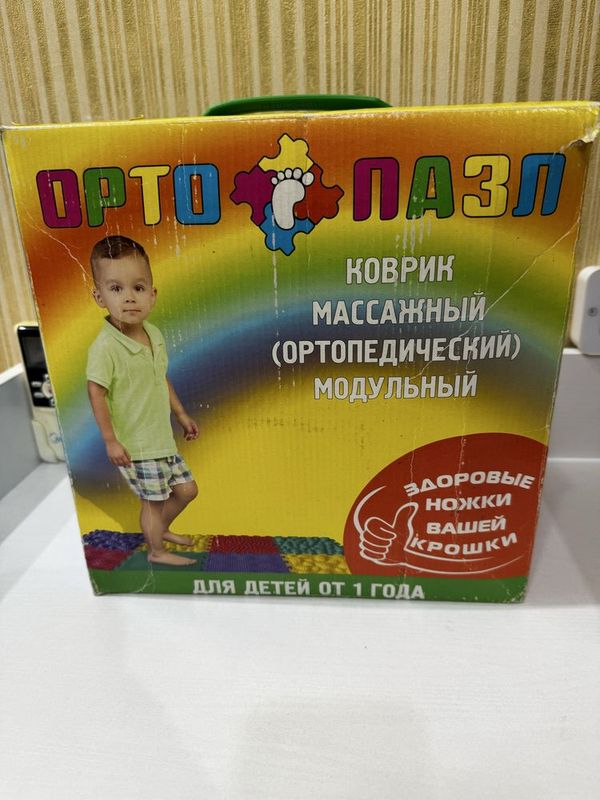 ОРТО ПАЗЛ
КОВРИК
МАССАЖНЫЙ
(ОРТОПЕДИЧЕСКИЙ)
МОДУЛЬНЫЙ
ЗДОРОВЫЕ
НОЖКИ
ВАШЕЙ
КРОШКИ
ДЛЯ ДЕТЕЙ ОТ 1 ГОДА